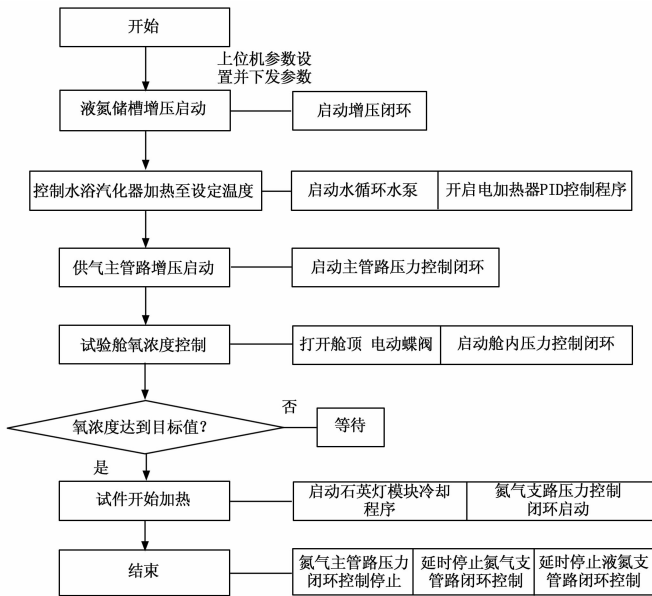 开始
上位机参数设
置并下发参数
液氮储槽增压启动
启动增压闭环
控制水浴汽化器加热至设定温度
启动水循环水泵
开启电加热器PID控制程序
供气主管路增压启动
启动主管路压力控制闭环
试验舱氧浓度控制
打开舱顶 电动蝶阀
启动舱内压力控制闭环
氧浓度达到目标值?
否
等待
是
试件开始加热
启动石英灯模块冷却
程序
氮气支路压力控制
闭环启动
结束
氮气主管路压力
闭环控制停止
延时停止氮气支
管路闭环控制
延时停止液氮支
管路闭环控制